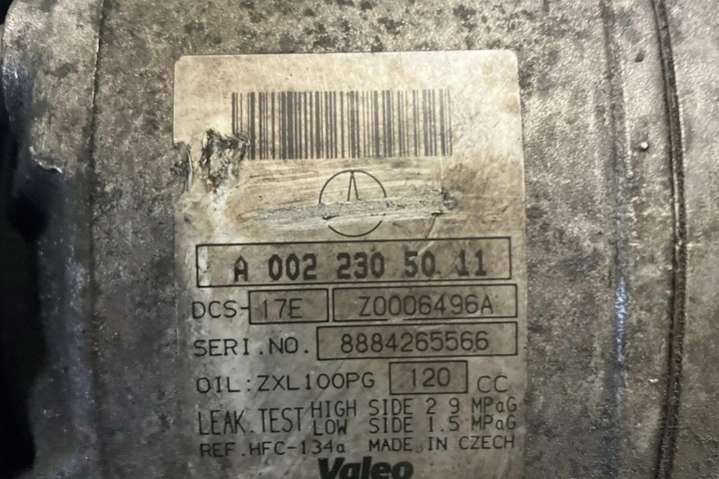 A 002 230 50 11
DCS-17E Z0006496A
SERI.NO. 8884265566
OIL:ZXL100PG 120 CC
LEAK.TEST HIGH SIDE 2.9 MPaG
LOW SIDE 1.5 MPaG
REF.HFC-134a MADE IN CZECH
Valeo